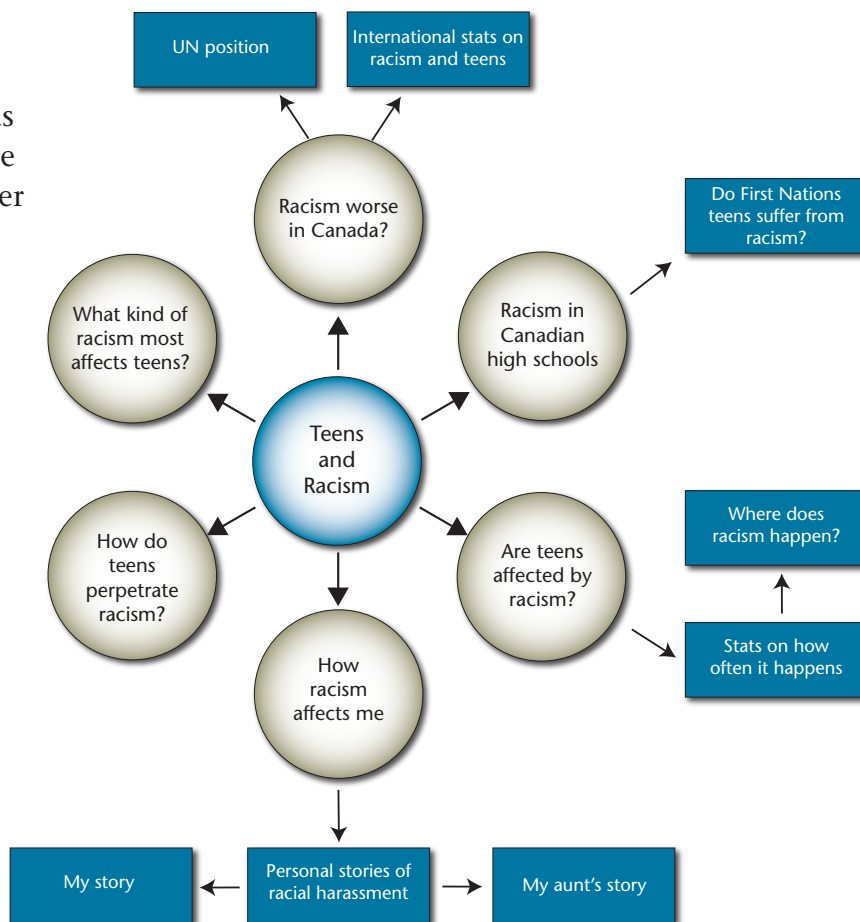 UN position
International stats on
racism and teens
Racism worse
in Canada?
Do First Nations
teens suffer from
racism?
What kind of
racism most
affects teens?
Racism in
Canadian
high schools
Teens
and
Racism
How do
teens
perpetrate
racism?
Are teens
affected by
racism?
Where does
racism happen?
Stats on how
often it happens
How
racism
affects me
My story
Personal stories of
racial harassment
My aunt's story